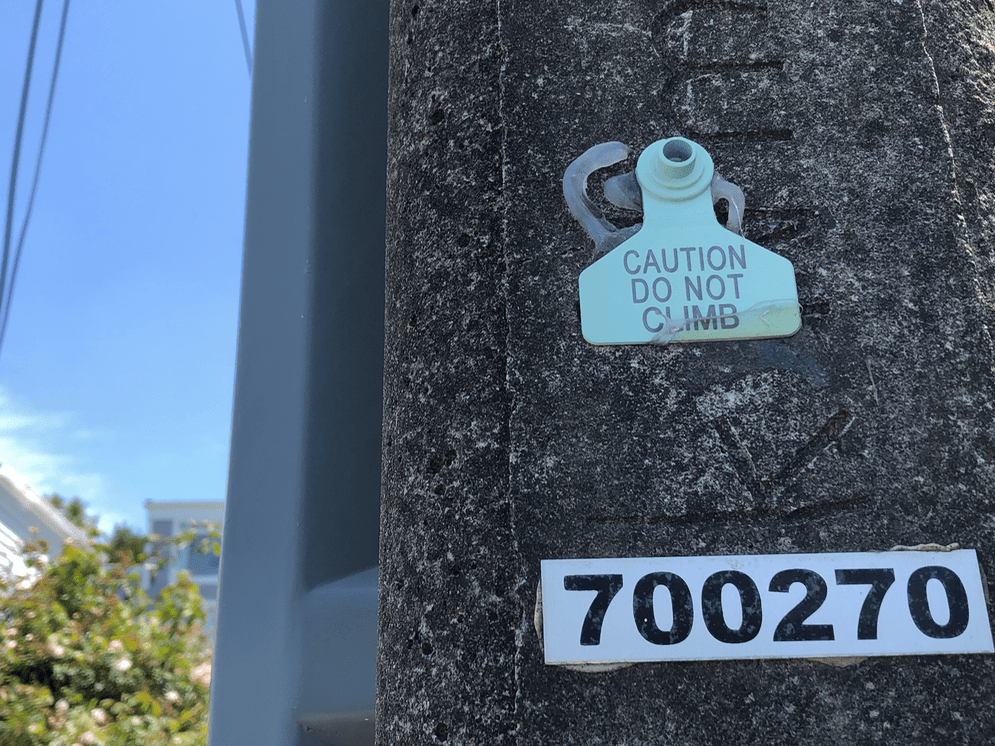 CAUTION
DO NOT
CLIMB
700270